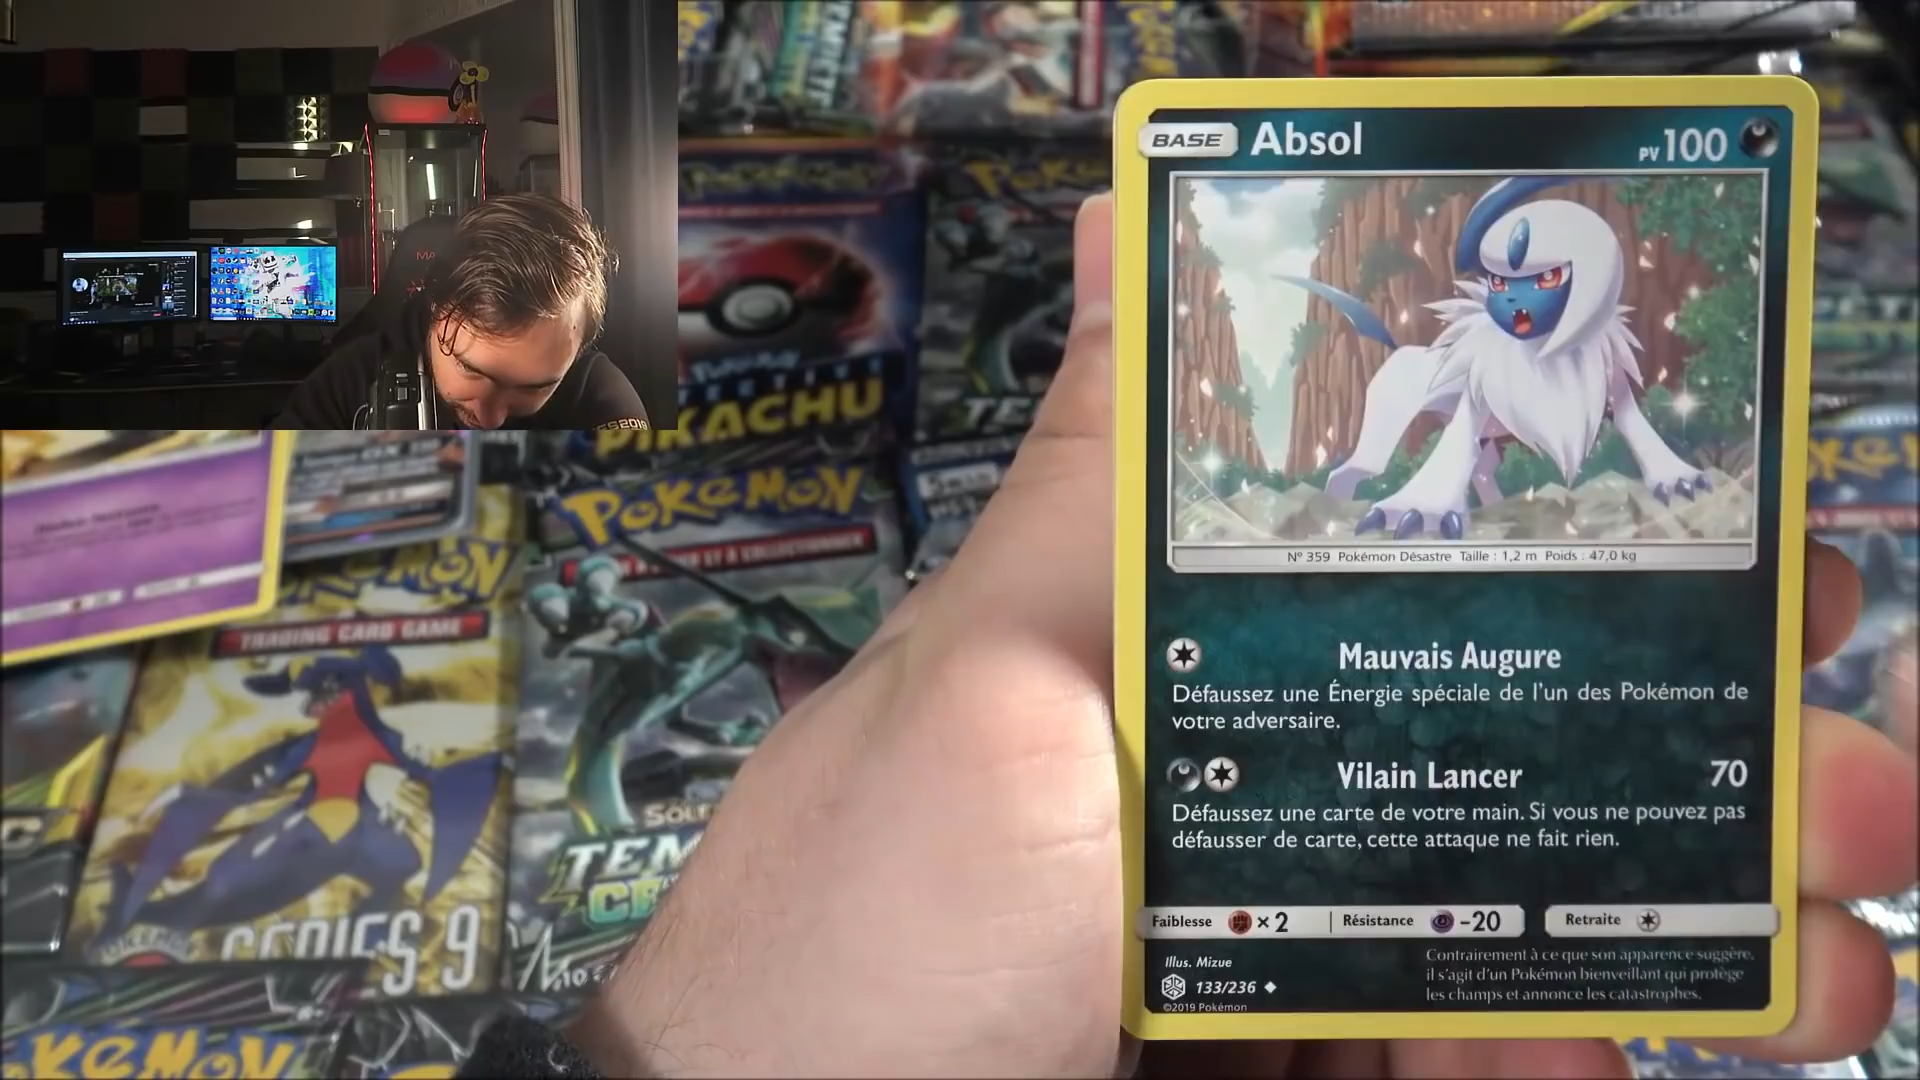 BASE Absol PV 100
N° 359 Pokémon Désastre Taille : 1,2 m Poids : 47,0 kg
Mauvais Augure
Défaussez une Énergie spéciale de l'un des Pokémon de
votre adversaire.
Vilain Lancer 70
Défaussez une carte de votre main. Si vous ne pouvez pas
défausser de carte, cette attaque ne fait rien.
Faiblesse ×2 Résistance -20 Retraite
Illus. Mizue
133/236
©2019 Pokémon
Contrairement à ce que son apparence suggère,
il s'agit d'un Pokémon bienveillant qui protège
les champs et annonce les catastrophes.
PIKACHU
POKÉMON
POKÉMON
TRADING CARD GAME
SERIES 9
POKÉMON